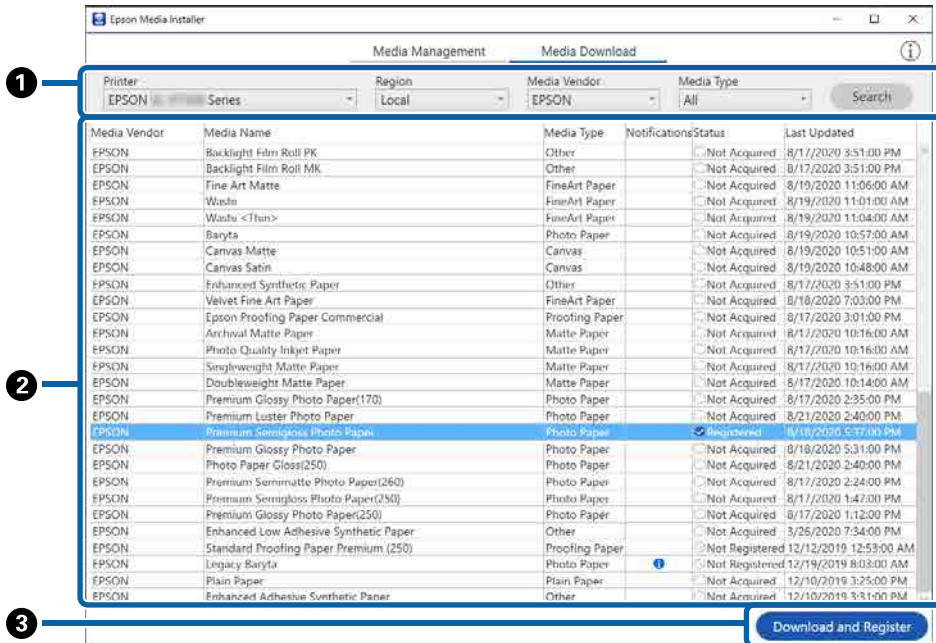 Epson Media Installer
Media Management Media Download
1
Printer Region Media Vendor Media Type
EPSON Series Local EPSON All Search
Media Vendor Media Name Media Type Notifications Status Last Updated
EPSON Backlight Film Roll PK Other Not Acquired 8/17/2020 3:51:00 PM
EPSON Backlight Film Roll MK Other Not Acquired 8/17/2020 3:51:00 PM
EPSON Fine Art Matte FineArt Paper Not Acquired 8/19/2020 11:06:00 AM
EPSON Washi FineArt Paper Not Acquired 8/19/2020 11:01:00 AM
EPSON Washi <Thin> FineArt Paper Not Acquired 8/19/2020 11:04:00 AM
EPSON Baryta Photo Paper Not Acquired 8/19/2020 10:57:00 AM
EPSON Canvas Matte Canvas Not Acquired 8/19/2020 10:51:00 AM
EPSON Canvas Satin Canvas Not Acquired 8/19/2020 10:48:00 AM
EPSON Enhanced Synthetic Paper Other Not Acquired 8/17/2020 3:51:00 PM
EPSON Velvet Fine Art Paper FineArt Paper Not Acquired 8/18/2020 7:03:00 PM
EPSON Epson Proofing Paper Commercial Proofing Paper Not Acquired 8/17/2020 3:01:00 PM
EPSON Archival Matte Paper Matte Paper Not Acquired 8/17/2020 10:16:00 AM
EPSON Photo Quality Inkjet Paper Matte Paper Not Acquired 8/17/2020 10:16:00 AM
EPSON Singleweight Matte Paper Matte Paper Not Acquired 8/17/2020 10:16:00 AM
2
EPSON Doubleweight Matte Paper Matte Paper Not Acquired 8/17/2020 10:14:00 AM
EPSON Premium Glossy Photo Paper(170) Photo Paper Not Acquired 8/17/2020 2:35:00 PM
EPSON Premium Luster Photo Paper Photo Paper Not Acquired 8/21/2020 2:40:00 PM
EPSON Premium Semigloss Photo Paper Photo Paper Registered 8/18/2020 5:37:00 PM
EPSON Premium Glossy Photo Paper Photo Paper Not Acquired 8/18/2020 5:31:00 PM
EPSON Photo Paper Gloss(250) Photo Paper Not Acquired 8/21/2020 2:40:00 PM
EPSON Premium Semimatte Photo Paper(260) Photo Paper Not Acquired 8/17/2020 2:24:00 PM
EPSON Premium Semigloss Photo Paper(250) Photo Paper Not Acquired 8/17/2020 1:47:00 PM
EPSON Premium Glossy Photo Paper(250) Photo Paper Not Acquired 8/17/2020 1:12:00 PM
EPSON Enhanced Low Adhesive Synthetic Paper Other Not Acquired 3/26/2020 7:34:00 PM
EPSON Standard Proofing Paper Premium (250) Proofing Paper Not Registered 12/12/2019 12:53:00 AM
EPSON Legacy Baryta Photo Paper Not Registered 12/19/2019 8:03:00 AM
EPSON Plain Paper Plain Paper Not Acquired 12/10/2019 3:25:00 PM
EPSON Enhanced Adhesive Synthetic Paper Other Not Acquired 12/10/2019 3:31:00 PM
3
Download and Register